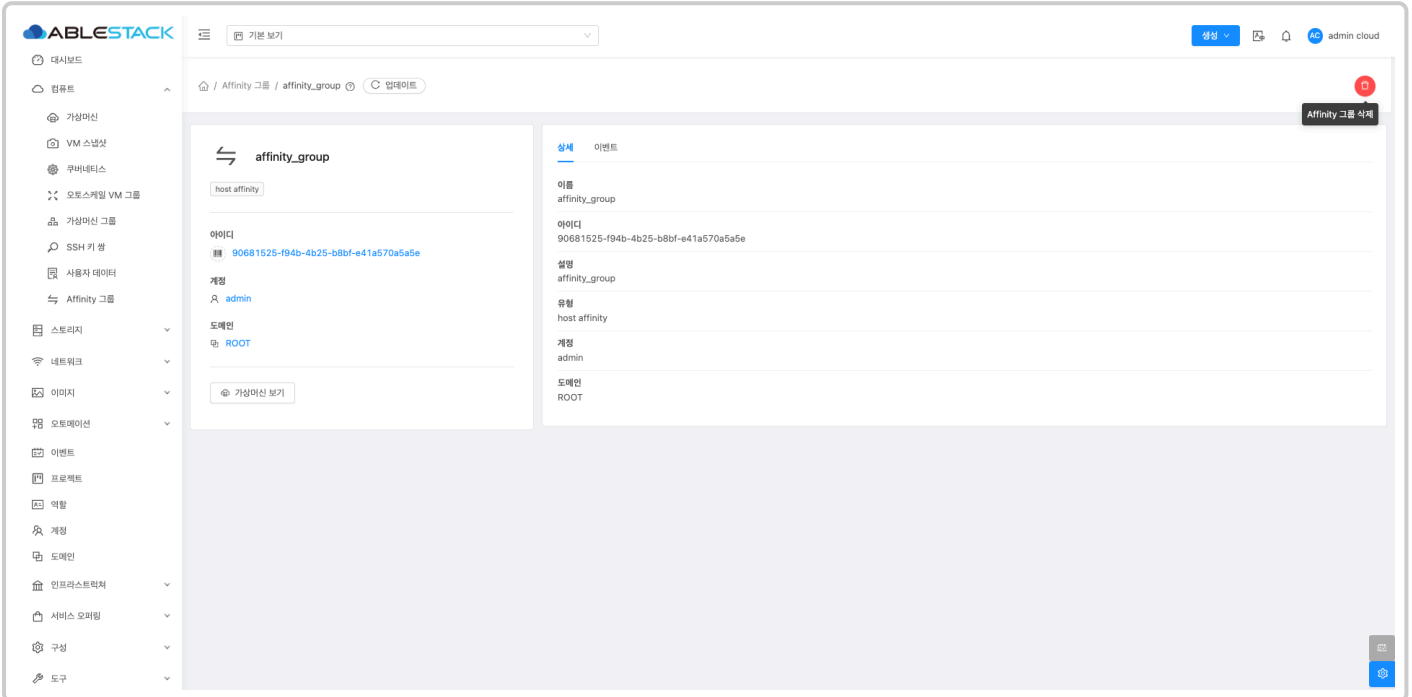 ABLESTACK
기본 보기
생성
AC
admin cloud
대시보드
컴퓨트
가상머신
VM 스냅샷
쿠버네티스
오토스케일 VM 그룹
가상머신 그룹
SSH 키 쌍
사용자 데이터
Affinity 그룹
스토리지
네트워크
이미지
오토메이션
이벤트
프로젝트
역할
계정
도메인
인프라스트럭쳐
서비스 오퍼링
구성
도구
/ Affinity 그룹 / affinity_group
업데이트
Affinity 그룹 삭제
affinity_group
host affinity
아이디
90681525-f94b-4b25-b8bf-e41a570a5a5e
계정
admin
도메인
ROOT
가상머신 보기
상세
이벤트
이름
affinity_group
아이디
90681525-f94b-4b25-b8bf-e41a570a5a5e
설명
affinity_group
유형
host affinity
계정
admin
도메인
ROOT